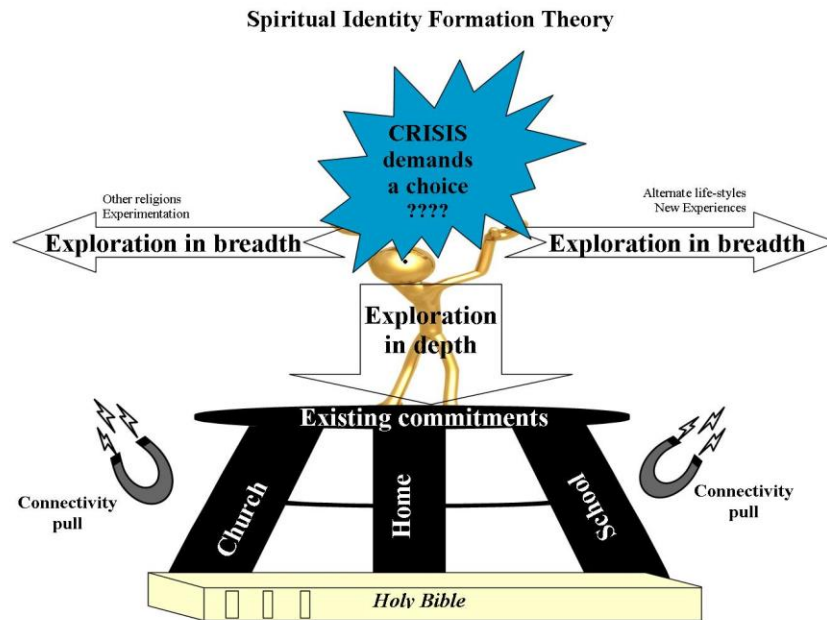 Spiritual Identity Formation Theory
CRISIS
demands
a choice
????
Other religions
Experimentation
Exploration in breadth
Alternate life-styles
New Experiences
Exploration in breadth
Exploration
in depth
Existing commitments
Connectivity
pull
Church
Home
School
Connectivity
pull
Holy Bible